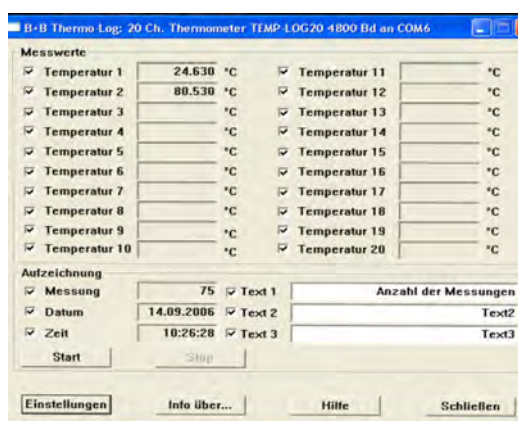 B+B Thermo-Log: 20 Ch. Thermometer TEMP-LOG20 4800 Bd an COM6
Messwerte
Temperatur 1 24.630 °C Temperatur 11 °C
Temperatur 2 80.530 °C Temperatur 12 °C
Temperatur 3 °C Temperatur 13 °C
Temperatur 4 °C Temperatur 14 °C
Temperatur 5 °C Temperatur 15 °C
Temperatur 6 °C Temperatur 16 °C
Temperatur 7 °C Temperatur 17 °C
Temperatur 8 °C Temperatur 18 °C
Temperatur 9 °C Temperatur 19 °C
Temperatur 10 °C Temperatur 20 °C
Aufzeichnung
Messung 75 Text 1 Anzahl der Messungen
Datum 14.09.2006 Text 2 Text2
Zeit 10:26:28 Text 3 Text3
Start Stop
Einstellungen Info über... Hilfe Schließen